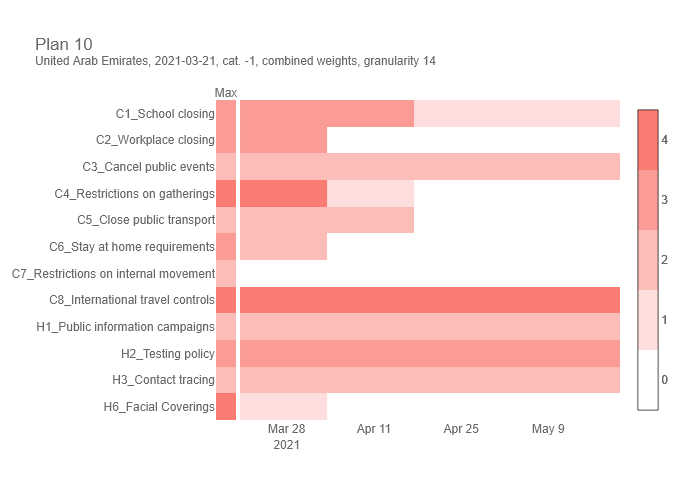 Plan 10
United Arab Emirates, 2021-03-21, cat. -1, combined weights, granularity 14
Max
C1_School closing
C2_Workplace closing
C3_Cancel public events
C4_Restrictions on gatherings
C5_Close public transport
C6_Stay at home requirements
C7_Restrictions on internal movement
C8_International travel controls
H1_Public information campaigns
H2_Testing policy
H3_Contact tracing
H6_Facial Coverings
Mar 28
2021
Apr 11
Apr 25
May 9
4
3
2
1
0